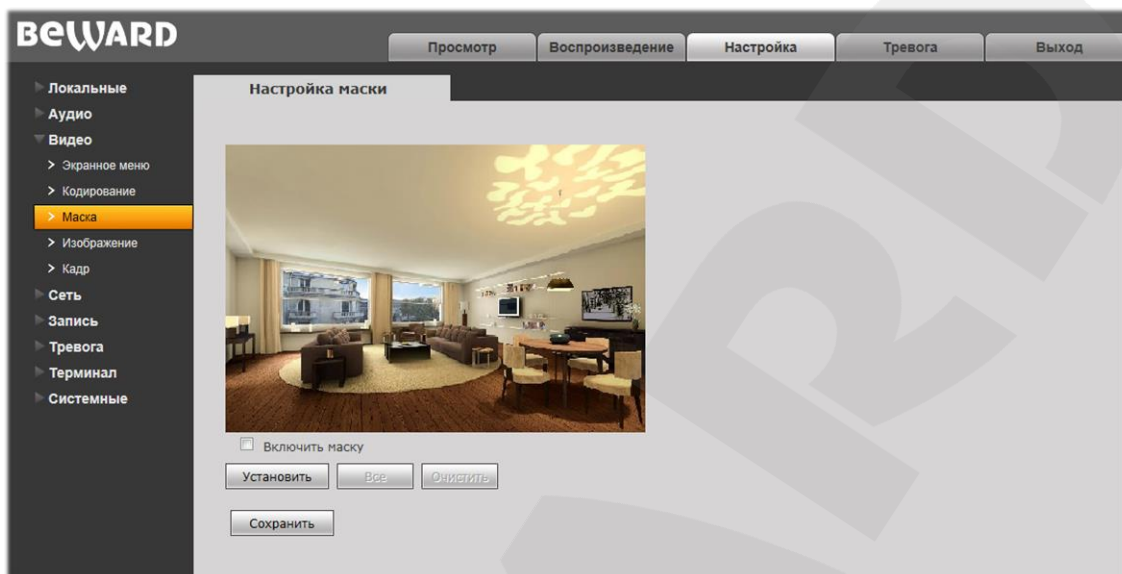 BeWARD
Просмотр
Воспроизведение
Настройка
Тревога
Выход
Локальные
Аудио
Видео
> Экранное меню
> Кодирование
> Маска
> Изображение
> Кадр
Сеть
Запись
Тревога
Терминал
Системные
Настройка маски
Включить маску
Установить
Все
Очистить
Сохранить